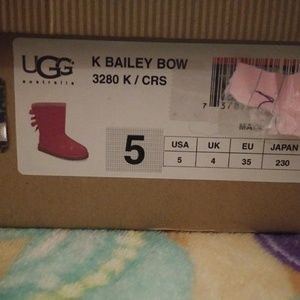 UGG
australia
K BAILEY BOW
3280 K / CRS
5
USA UK EU JAPAN
5 4 35 230